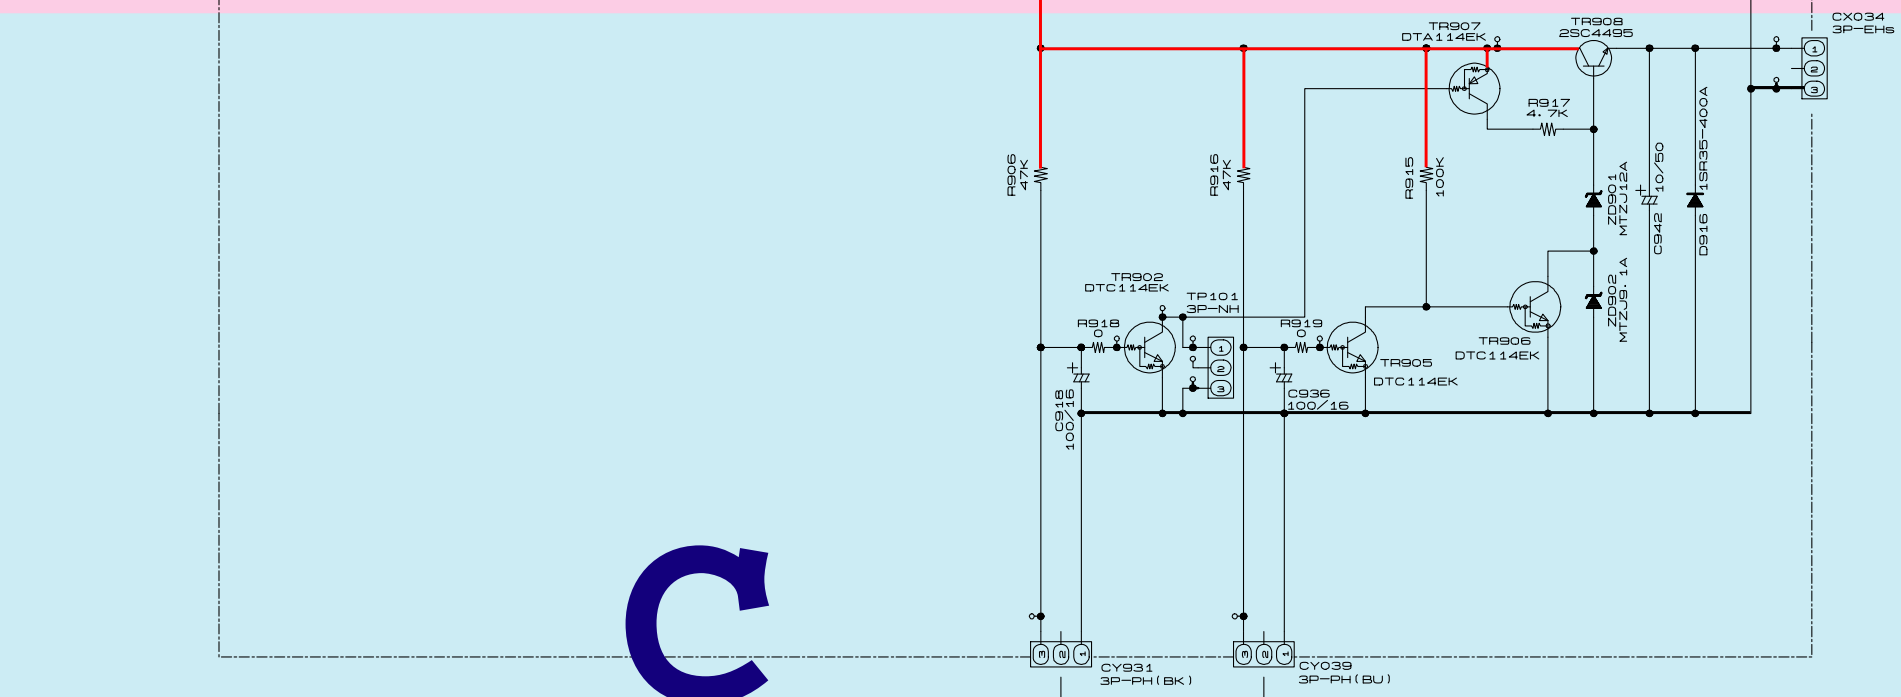 TR907
DTA114EK
TR908
2SC4495
CX034
3P-EHs
1
2
3
R917
4.7K
R906
47K
R916
47K
R915
100K
ZD901
MTZJ12A
+
10/50
C942
1SR35-400A
D916
TR902
DTC114EK
TP101
3P-NH
ZD902
MTZJ9.1A
R918
0
R919
0
1
2
3
TR906
DTC114EK
TR905
DTC114EK
+
C918
100/16
+
C936
100/16
C
3
2
1
CY931
3P-PH(BK)
3
2
1
CY039
3P-PH(BU)